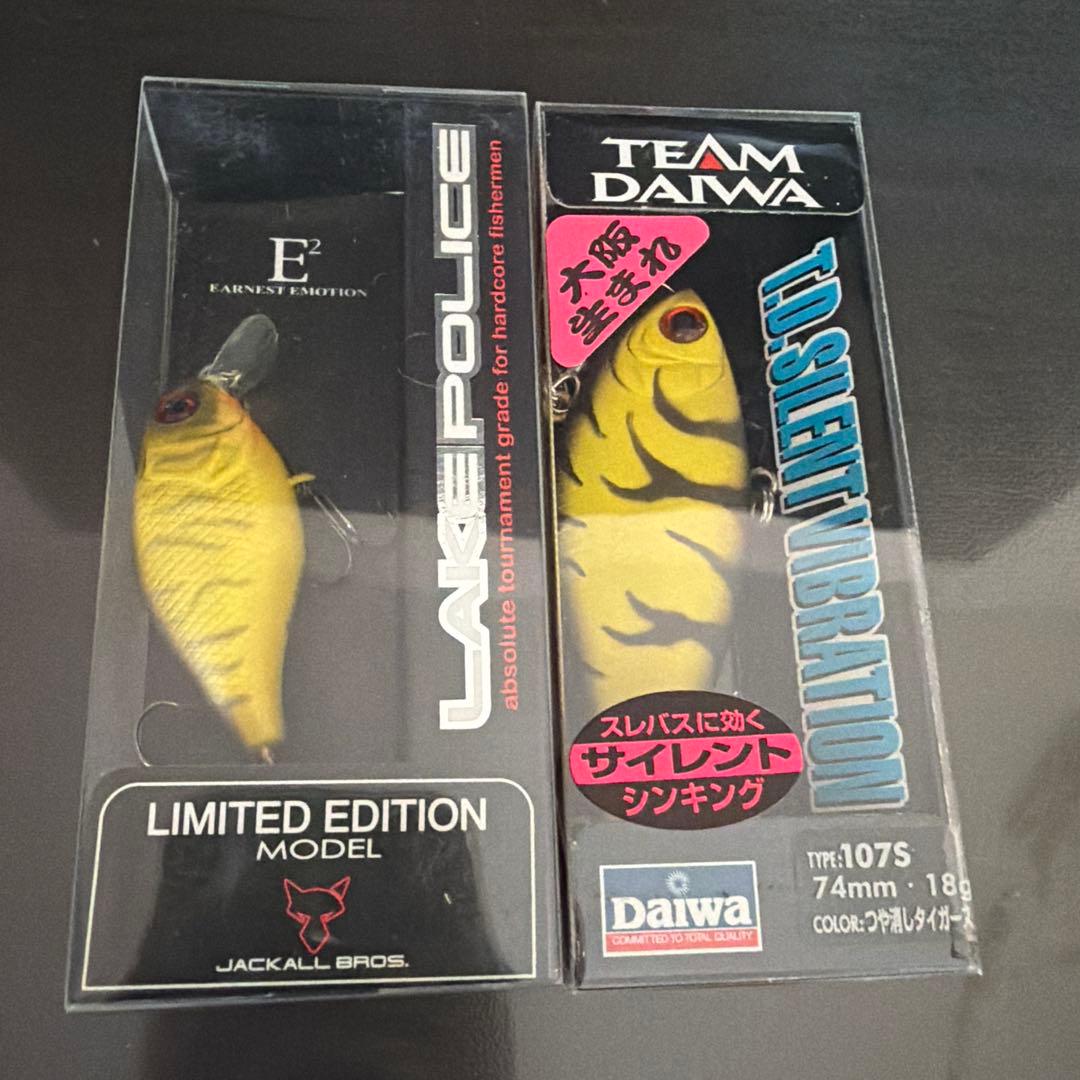 E²
EARNEST EMOTION
LAKE POLICE
absolute tournament grade for hardcore fishermen
LIMITED EDITION
MODEL
JACKALL BROS.
TEAM
DAIWA
大阪
生まれ
T.D.SILENT VIBRATION
スレバスに効く
サイレント
シンキング
Daiwa
COMMITTED TO TOTAL QUALITY
TYPE:107S
74mm・18g
COLOR:つや消しタイガース